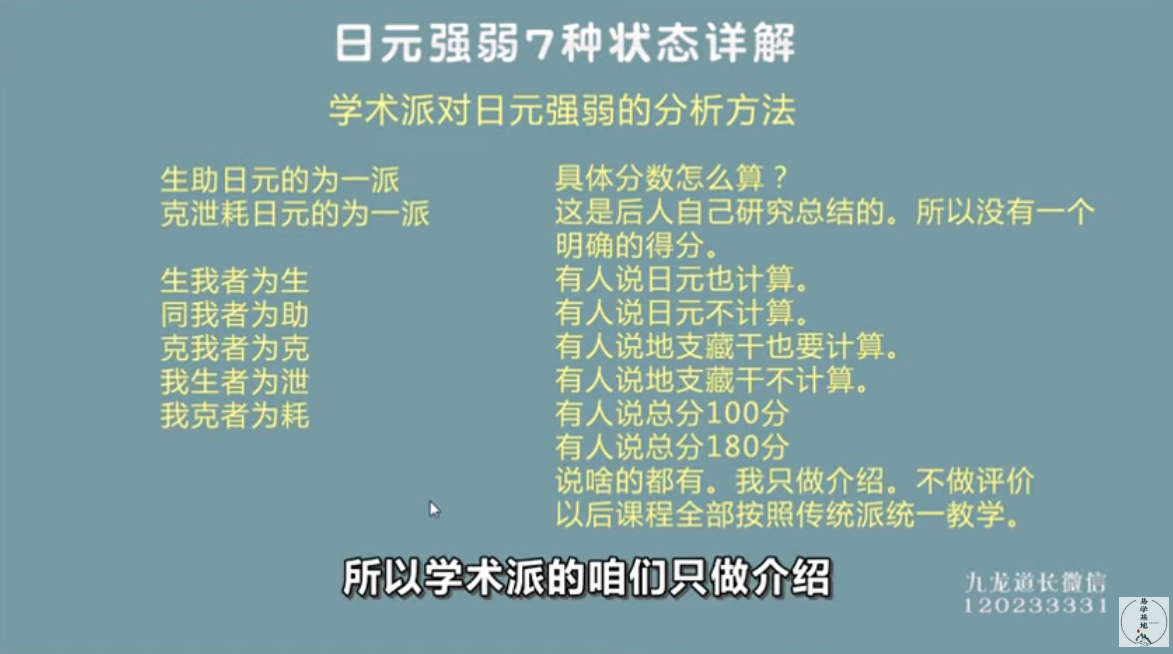 日元强弱7种状态详解
学术派对日元强弱的分析方法
生助日元的为一派
克泄耗日元的为一派
生我者为生
同我者为助
克我者为克
我生者为泄
我克者为耗
具体分数怎么算？
这是后人自己研究总结的。所以没有一个
明确的得分。
有人说日元也计算。
有人说日元不计算。
有人说地支藏干也要计算。
有人说地支藏干不计算。
有人说总分100分
有人说总分180分
说啥的都有。我只做介绍。不做评价
以后课程全部按照传统派统一教学。
所以学术派的咱们只做介绍
九龙道长微信
120233331
易学基地